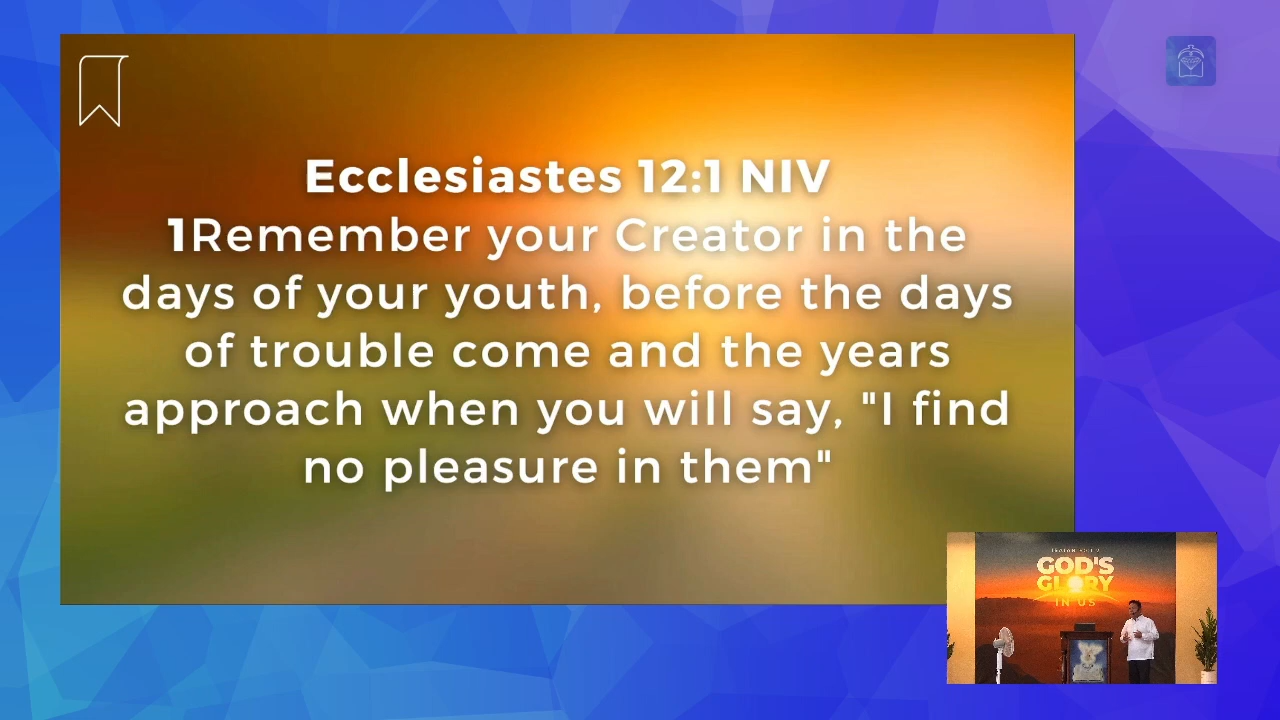 Ecclesiastes 12:1 NIV
1Remember your Creator in the
days of your youth, before the days
of trouble come and the years
approach when you will say, "I find
no pleasure in them"
GOD'S
GLORY
IN US